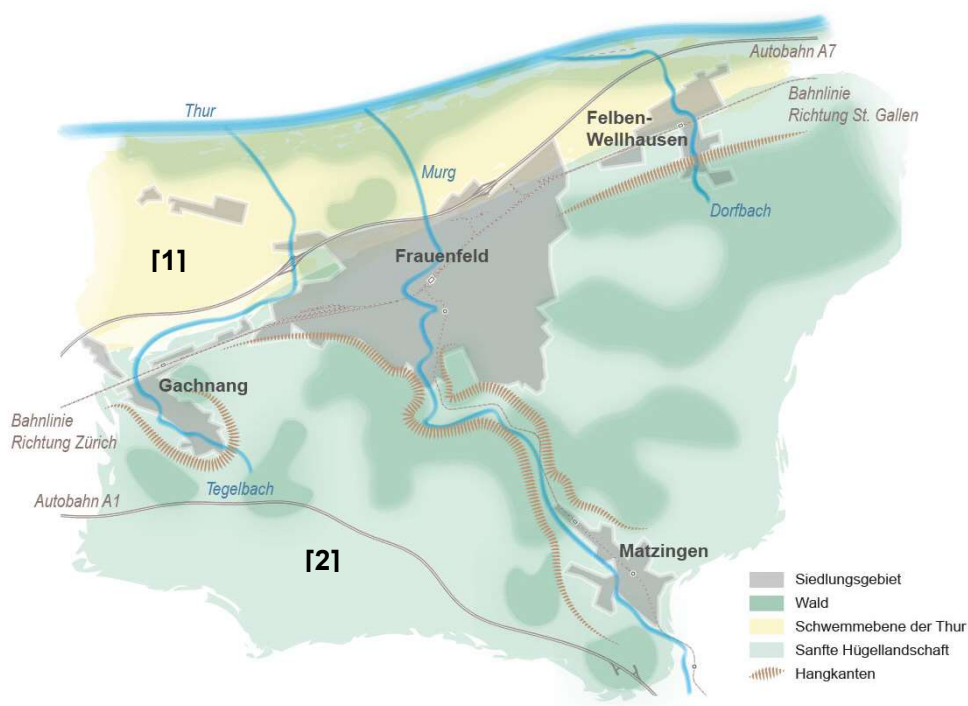 Autobahn A7
Thur
Bahnlinie
Richtung St. Gallen
Felben-
Wellhausen
Murg
Dorfbach
[1]
Frauenfeld
Gachnang
Bahnlinie
Richtung Zürich
Tegelbach
Autobahn A1
[2]
Matzingen
Siedlungsgebiet
Wald
Schwemmebene der Thur
Sanfte Hügellandschaft
Hangkanten